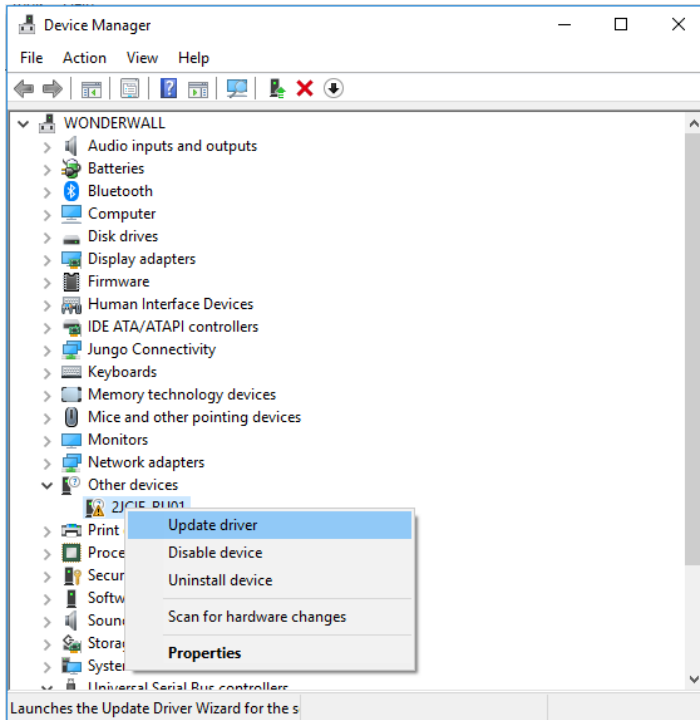 Device Manager
File Action View Help
WONDERWALL
Audio inputs and outputs
Batteries
Bluetooth
Computer
Disk drives
Display adapters
Firmware
Human Interface Devices
IDE ATA/ATAPI controllers
Jungo Connectivity
Keyboards
Memory technology devices
Mice and other pointing devices
Monitors
Network adapters
Other devices
2JCIE-BU01
Update driver
Print
Disable device
Proce
Uninstall device
Secur
Softw
Scan for hardware changes
Soun
Storag
Properties
System
Universal Serial Bus controllers
Launches the Update Driver Wizard for the s